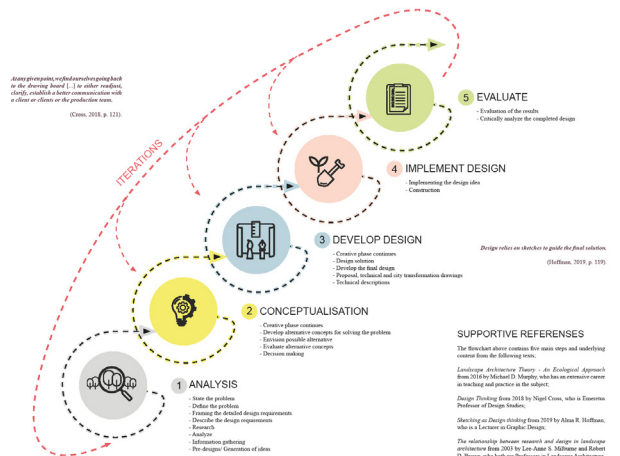 At any given point, we find ourselves going back
to the drawing board [...] to either readjust,
clarify, establish a better communication with
a client or clients or the production team.
(Cross, 2018, p. 121).
ITERATIONS
5 EVALUATE
- Evaluation of the results
- Critically analyze the completed design
4 IMPLEMENT DESIGN
- Implementing the design idea
- Construction
3 DEVELOP DESIGN
- Creative phase continues
- Design solution
- Develop the final design
- Proposal, technical and city transformation drawings
- Technical descriptions
Design relies on sketches to guide the final solution.
(Hoffman, 2019, p. 119).
2 CONCEPTUALISATION
- Creative phase continues
- Develop alternative concepts for solving the problem
- Envision possible alternative
- Evaluate alternative concepts
- Decision making
1 ANALYSIS
- State the problem
- Define the problem
- Framing the detailed design requirements
- Describe the design requirements
- Research
- Analyze
- Information gathering
- Pre-designs/ Generation of ideas
SUPPORTIVE REFERENCES
The flowchart above contains five main steps and underlying
content from the following texts;
Landscape Architecture Theory - An Ecological Approach
from 2016 by Michael D. Murphy, who has an extensive career
in teaching and practice in the subject;
Design Thinking from 2018 by Nigel Cross, who is Emeretus
Professor of Design Studies;
Sketching as Design thinking from 2019 by Alma R. Hoffman,
who is a Lecturer in Graphic Design;
The relationship between research and design in landscape
architecture from 2003 by Lee-Anne S. Milburne and Robert